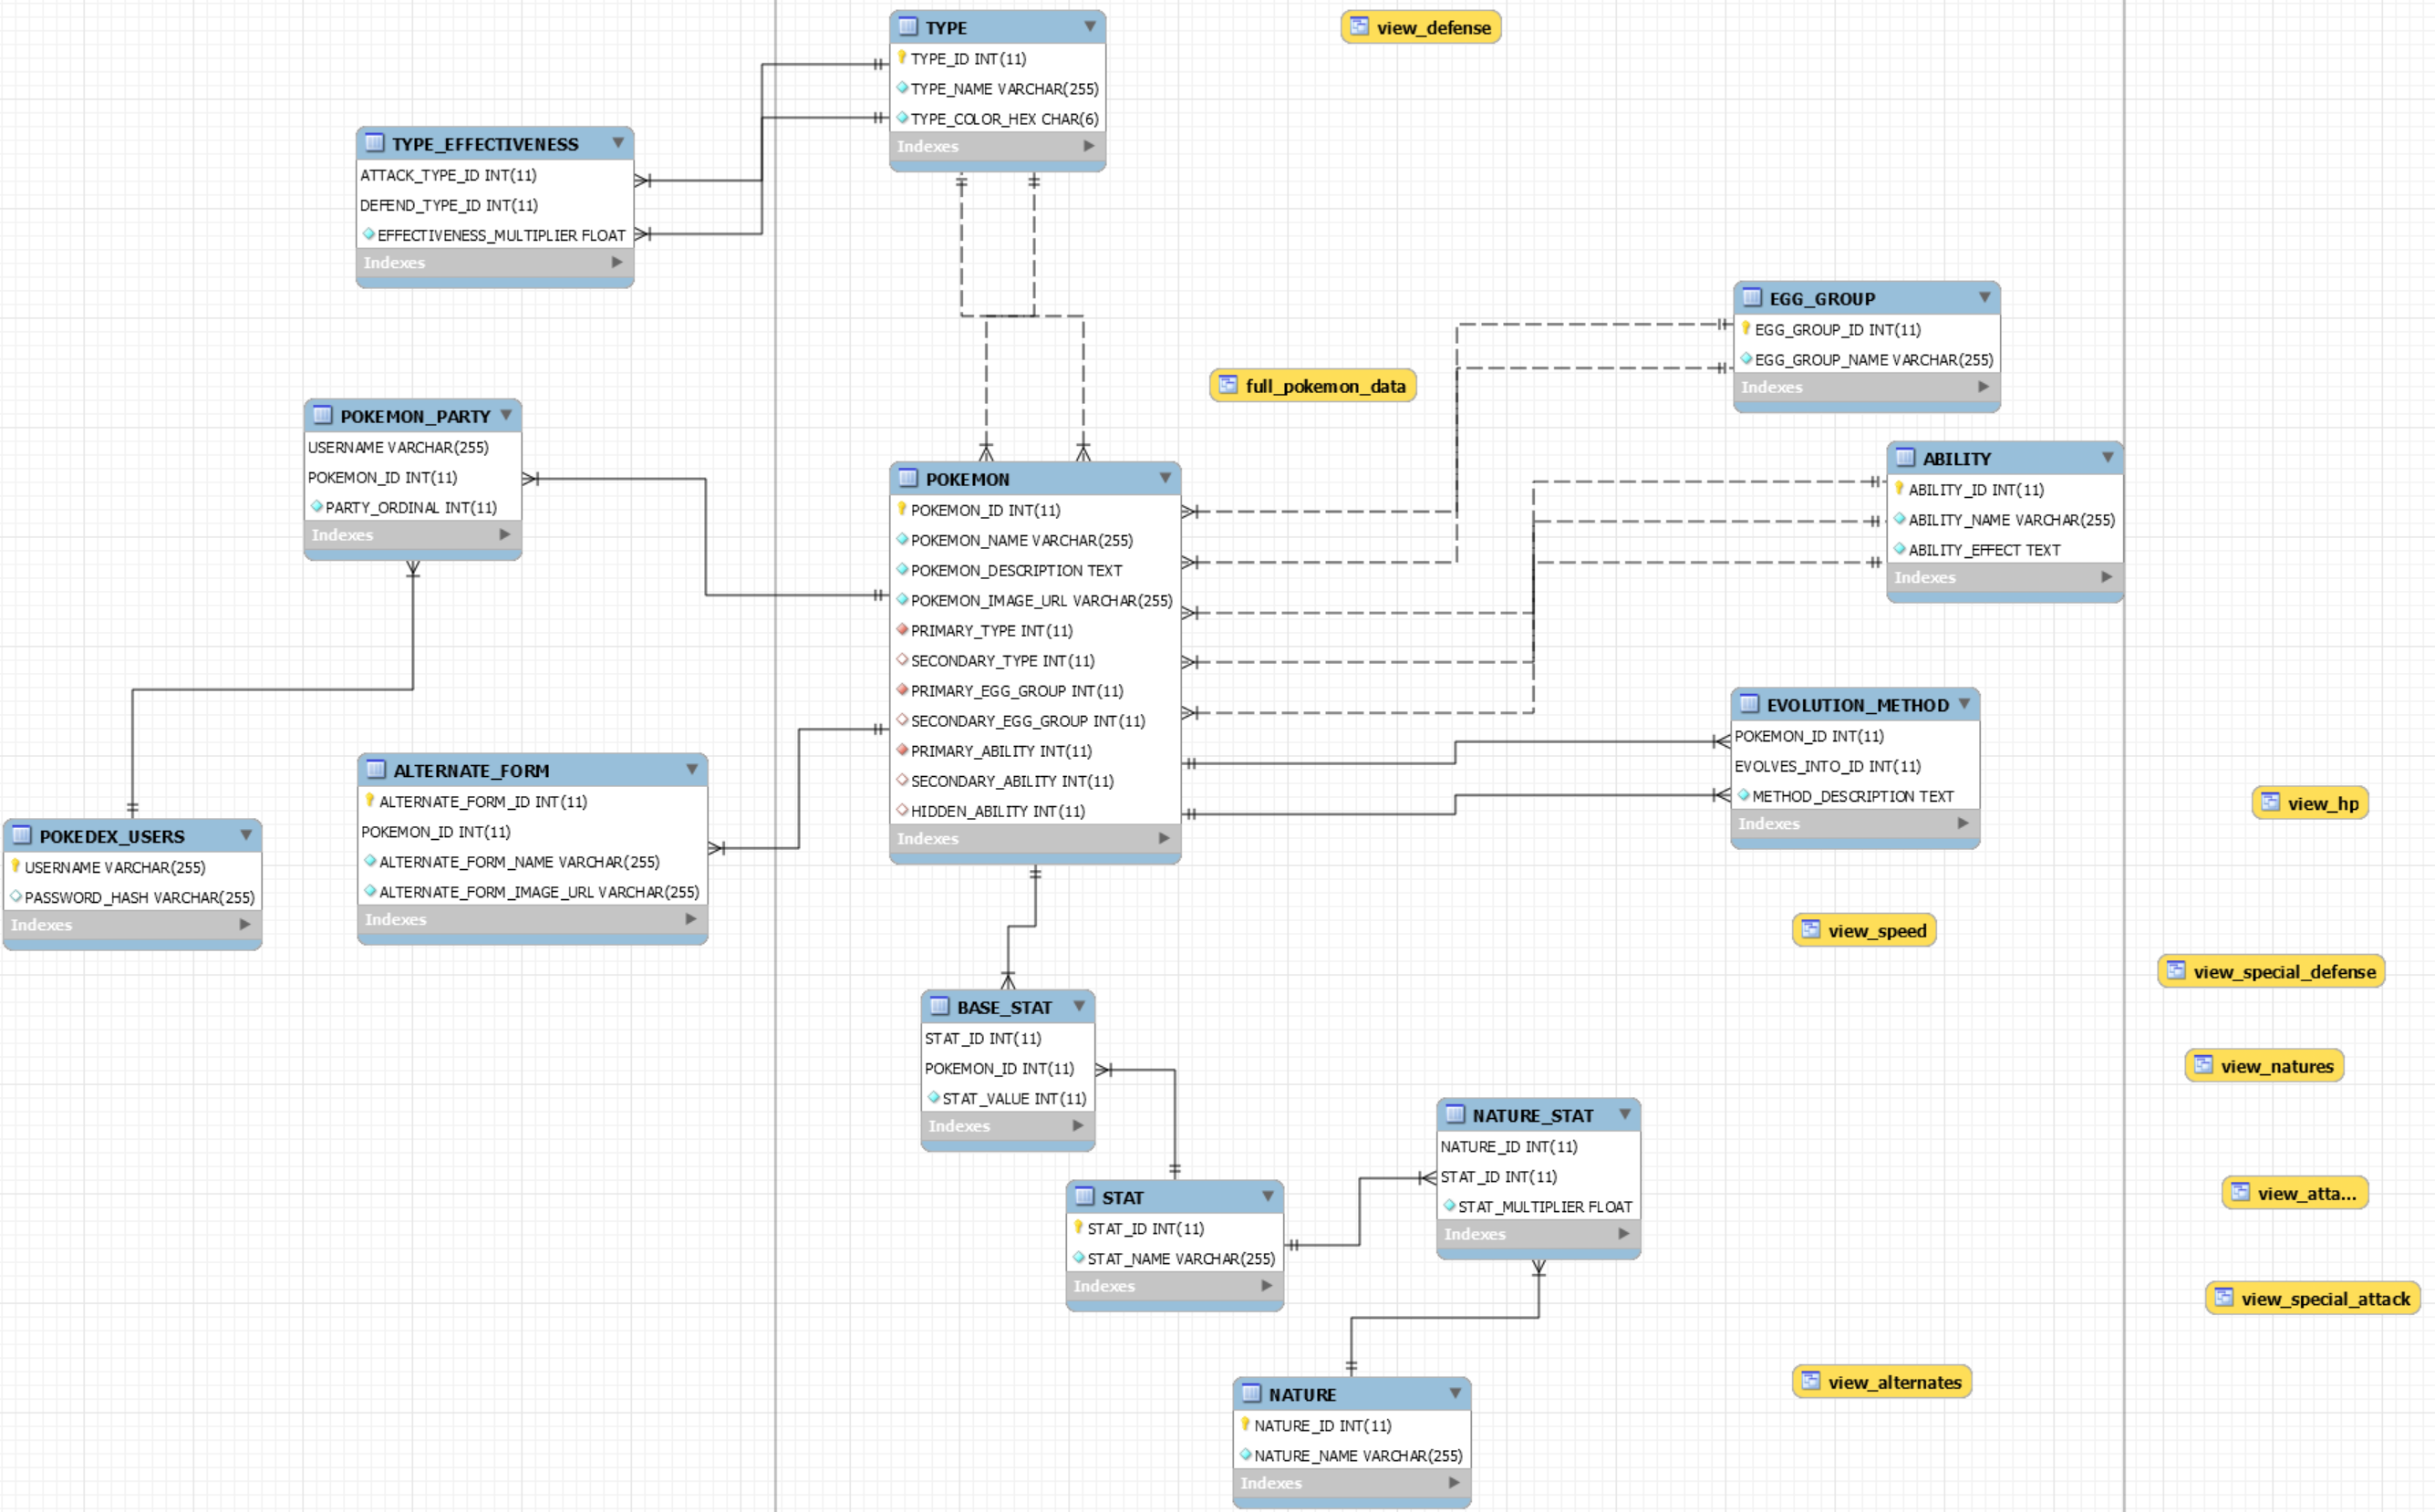 TYPE
TYPE_ID INT(11)
TYPE_NAME VARCHAR(255)
TYPE_COLOR_HEX CHAR(6)
Indexes
view_defense
TYPE_EFFECTIVENESS
ATTACK_TYPE_ID INT(11)
DEFEND_TYPE_ID INT(11)
EFFECTIVENESS_MULTIPLIER FLOAT
Indexes
EGG_GROUP
EGG_GROUP_ID INT(11)
EGG_GROUP_NAME VARCHAR(255)
Indexes
full_pokemon_data
POKEMON_PARTY
USERNAME VARCHAR(255)
POKEMON_ID INT(11)
PARTY_ORDINAL INT(11)
Indexes
POKEMON
POKEMON_ID INT(11)
POKEMON_NAME VARCHAR(255)
POKEMON_DESCRIPTION TEXT
POKEMON_IMAGE_URL VARCHAR(255)
PRIMARY_TYPE INT(11)
SECONDARY_TYPE INT(11)
PRIMARY_EGG_GROUP INT(11)
SECONDARY_EGG_GROUP INT(11)
PRIMARY_ABILITY INT(11)
SECONDARY_ABILITY INT(11)
HIDDEN_ABILITY INT(11)
Indexes
ABILITY
ABILITY_ID INT(11)
ABILITY_NAME VARCHAR(255)
ABILITY_EFFECT TEXT
Indexes
EVOLUTION_METHOD
POKEMON_ID INT(11)
EVOLVES_INTO_ID INT(11)
METHOD_DESCRIPTION TEXT
Indexes
ALTERNATE_FORM
ALTERNATE_FORM_ID INT(11)
POKEMON_ID INT(11)
ALTERNATE_FORM_NAME VARCHAR(255)
ALTERNATE_FORM_IMAGE_URL VARCHAR(255)
Indexes
POKEDEX_USERS
USERNAME VARCHAR(255)
PASSWORD_HASH VARCHAR(255)
Indexes
view_hp
view_speed
view_special_defense
BASE_STAT
STAT_ID INT(11)
POKEMON_ID INT(11)
STAT_VALUE INT(11)
Indexes
view_natures
NATURE_STAT
NATURE_ID INT(11)
STAT_ID INT(11)
STAT_MULTIPLIER FLOAT
Indexes
STAT
STAT_ID INT(11)
STAT_NAME VARCHAR(255)
Indexes
view_atta...
view_special_attack
view_alternates
NATURE
NATURE_ID INT(11)
NATURE_NAME VARCHAR(255)
Indexes